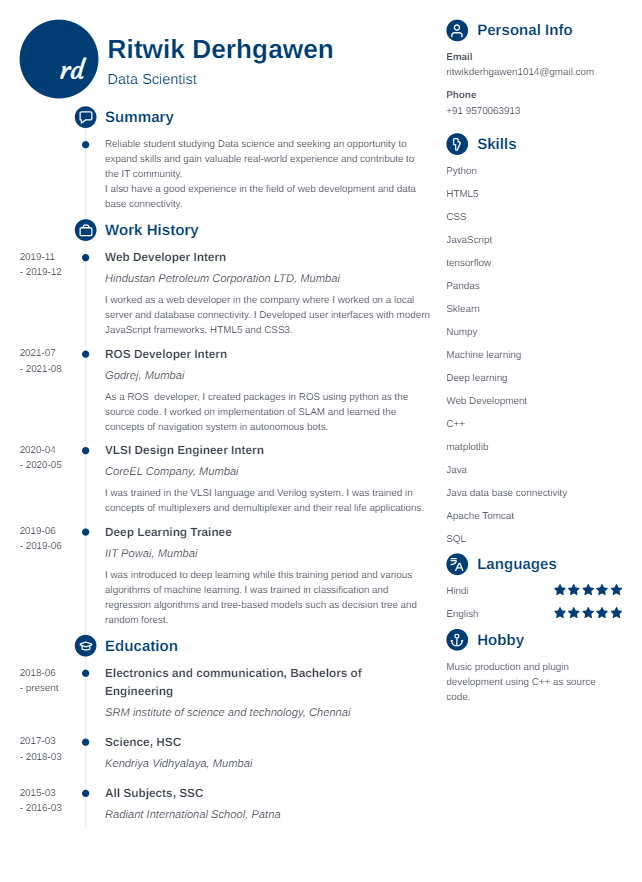 rd
Ritwik Derhgawen
Data Scientist
Summary
Reliable student studying Data science and seeking an opportunity to
expand skills and gain valuable real-world experience and contribute to
the IT community.
I also have a good experience in the field of web development and data
base connectivity.
Work History
2019-11
- 2019-12
Web Developer Intern
Hindustan Petroleum Corporation LTD, Mumbai
I worked as a web developer in the company where I worked on a local
server and database connectivity. I Developed user interfaces with modern
JavaScript frameworks, HTML5 and CSS3.
2021-07
- 2021-08
ROS Developer Intern
Godrej, Mumbai
As a ROS  developer, I created packages in ROS using python as the
source code. I worked on implementation of SLAM and learned the
concepts of navigation system in autonomous bots.
2020-04
- 2020-05
VLSI Design Engineer Intern
CoreEL Company, Mumbai
I was trained in the VLSI language and Verilog system. I was trained in
concepts of multiplexers and demultiplexer and their real life applications.
2019-06
- 2019-06
Deep Learning Trainee
IIT Powai, Mumbai
I was introduced to deep learning while this training period and various
algorithms of machine learning. I was trained in classification and
regression algorithms and tree-based models such as decision tree and
random forest.
Education
2018-06
- present
Electronics and communication, Bachelors of
Engineering
SRM institute of science and technology, Chennai
2017-03
- 2018-03
Science, HSC
Kendriya Vidhyalaya, Mumbai
2015-03
- 2016-03
All Subjects, SSC
Radiant International School, Patna
Personal Info
Email
ritwikderhgawen1014@gmail.com
Phone
+91 9570063913
Skills
Python
HTML5
CSS
JavaScript
tensorflow
Pandas
Sklearn
Numpy
Machine learning
Deep learning
Web Development
C++
matplotlib
Java
Java data base connectivity
Apache Tomcat
SQL
Languages
Hindi
English
Hobby
Music production and plugin
development using C++ as source
code.